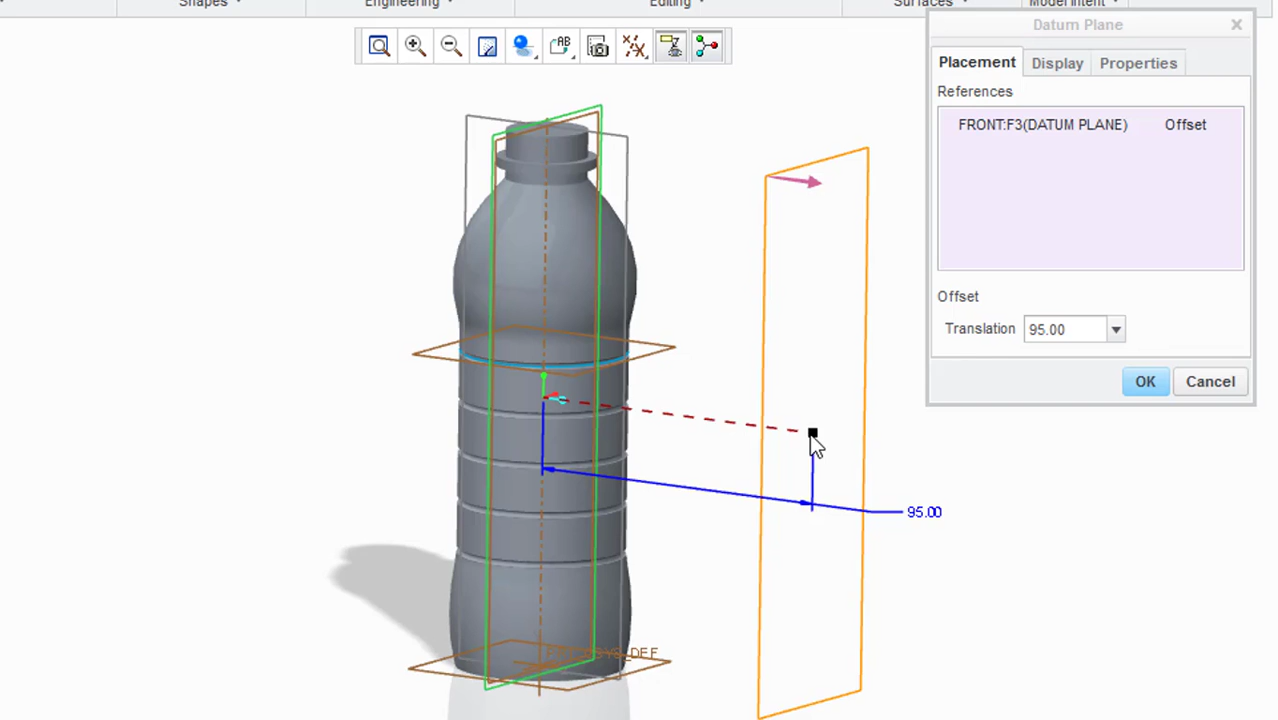 Shapes
Engineering
Editing
Surfaces
Model Intent
Datum Plane
Placement
Display
Properties
References
FRONT:F3(DATUM PLANE) Offset
Offset
Translation 95.00
OK
Cancel
AB
95.00